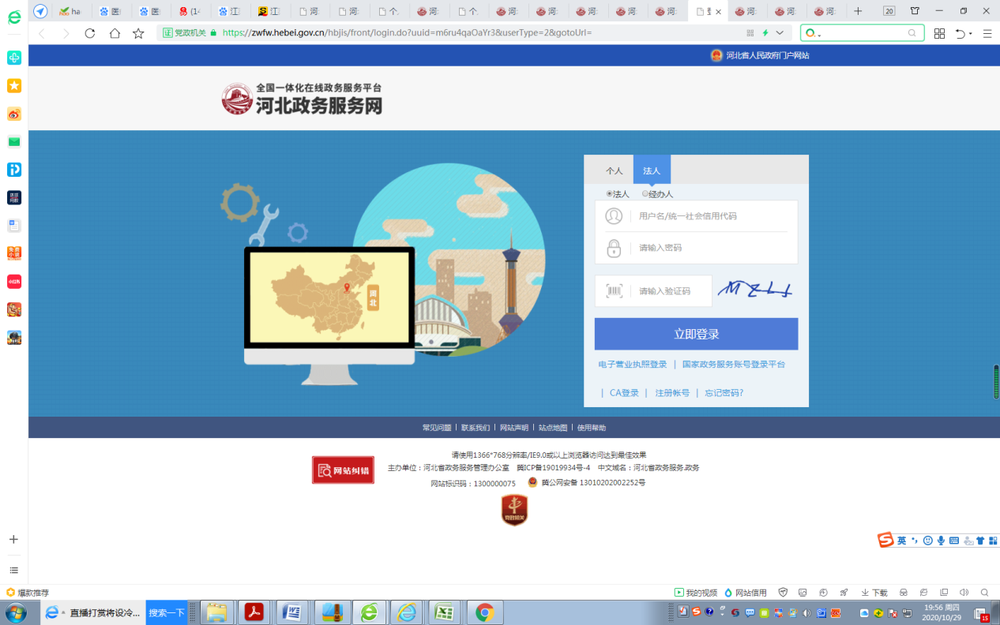 ha
医
医
(1
江
江
河
河
个
河
个
河
河
河
河
河
河
河
河
20
党政机关 https://zwfw.hebei.gov.cn/hbjis/front/login.do?uuid=m6ru4qaOaYr3&userType=2&gotoUrl=
河北省人民政府门户网站
全国一体化在线政务服务平台
河北政务服务网
个人 法人
法人 经办人
用户名/统一社会信用代码
请输入密码
请输入验证码
立即登录
电子营业执照登录 | 国家政务服务账号登录平台
| CA登录 | 注册帐号 | 忘记密码?
常见问题 | 联系我们 | 网站声明 | 站点地图 | 使用帮助
网站纠错
请使用1366*768分辨率/IE9.0或以上浏览器访问达到最佳效果
主办单位：河北省政务服务管理办公室 冀ICP备19019934号-4 中文域名：河北省政务服务.政务
网站标识码：1300000075 冀公网安备 13010202002252号
党政机关
英
爆款推荐
我的视频 网站信用 下载
直播打赏将设冷... 搜索一下
19:56 周四
2020/10/29
15